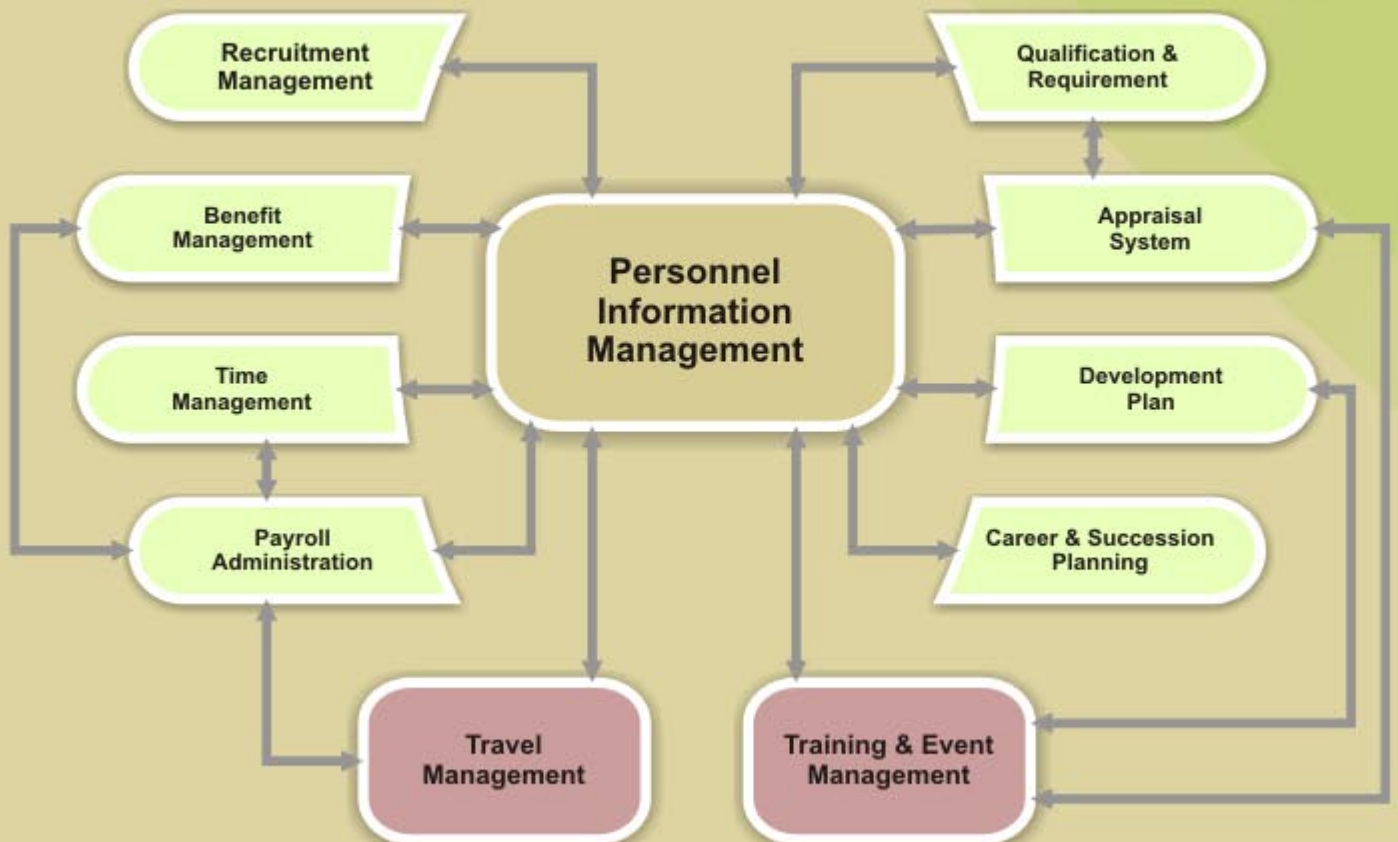 Recruitment
Management
Qualification &
Requirement
Benefit
Management
Appraisal
System
Personnel
Information
Management
Time
Management
Development
Plan
Payroll
Administration
Career & Succession
Planning
Travel
Management
Training & Event
Management